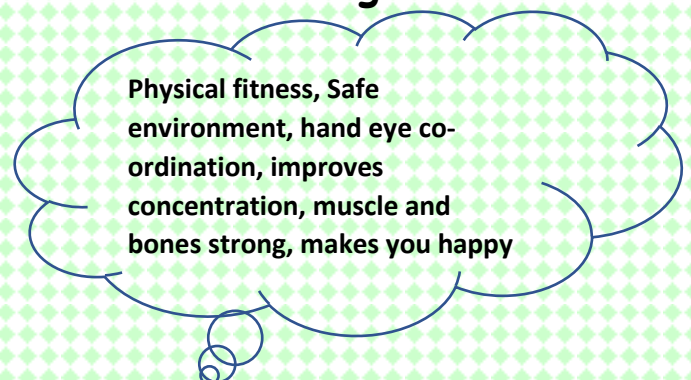 Physical fitness, Safe
environment, hand eye co-
ordination, improves
concentration, muscle and
bones strong, makes you happy